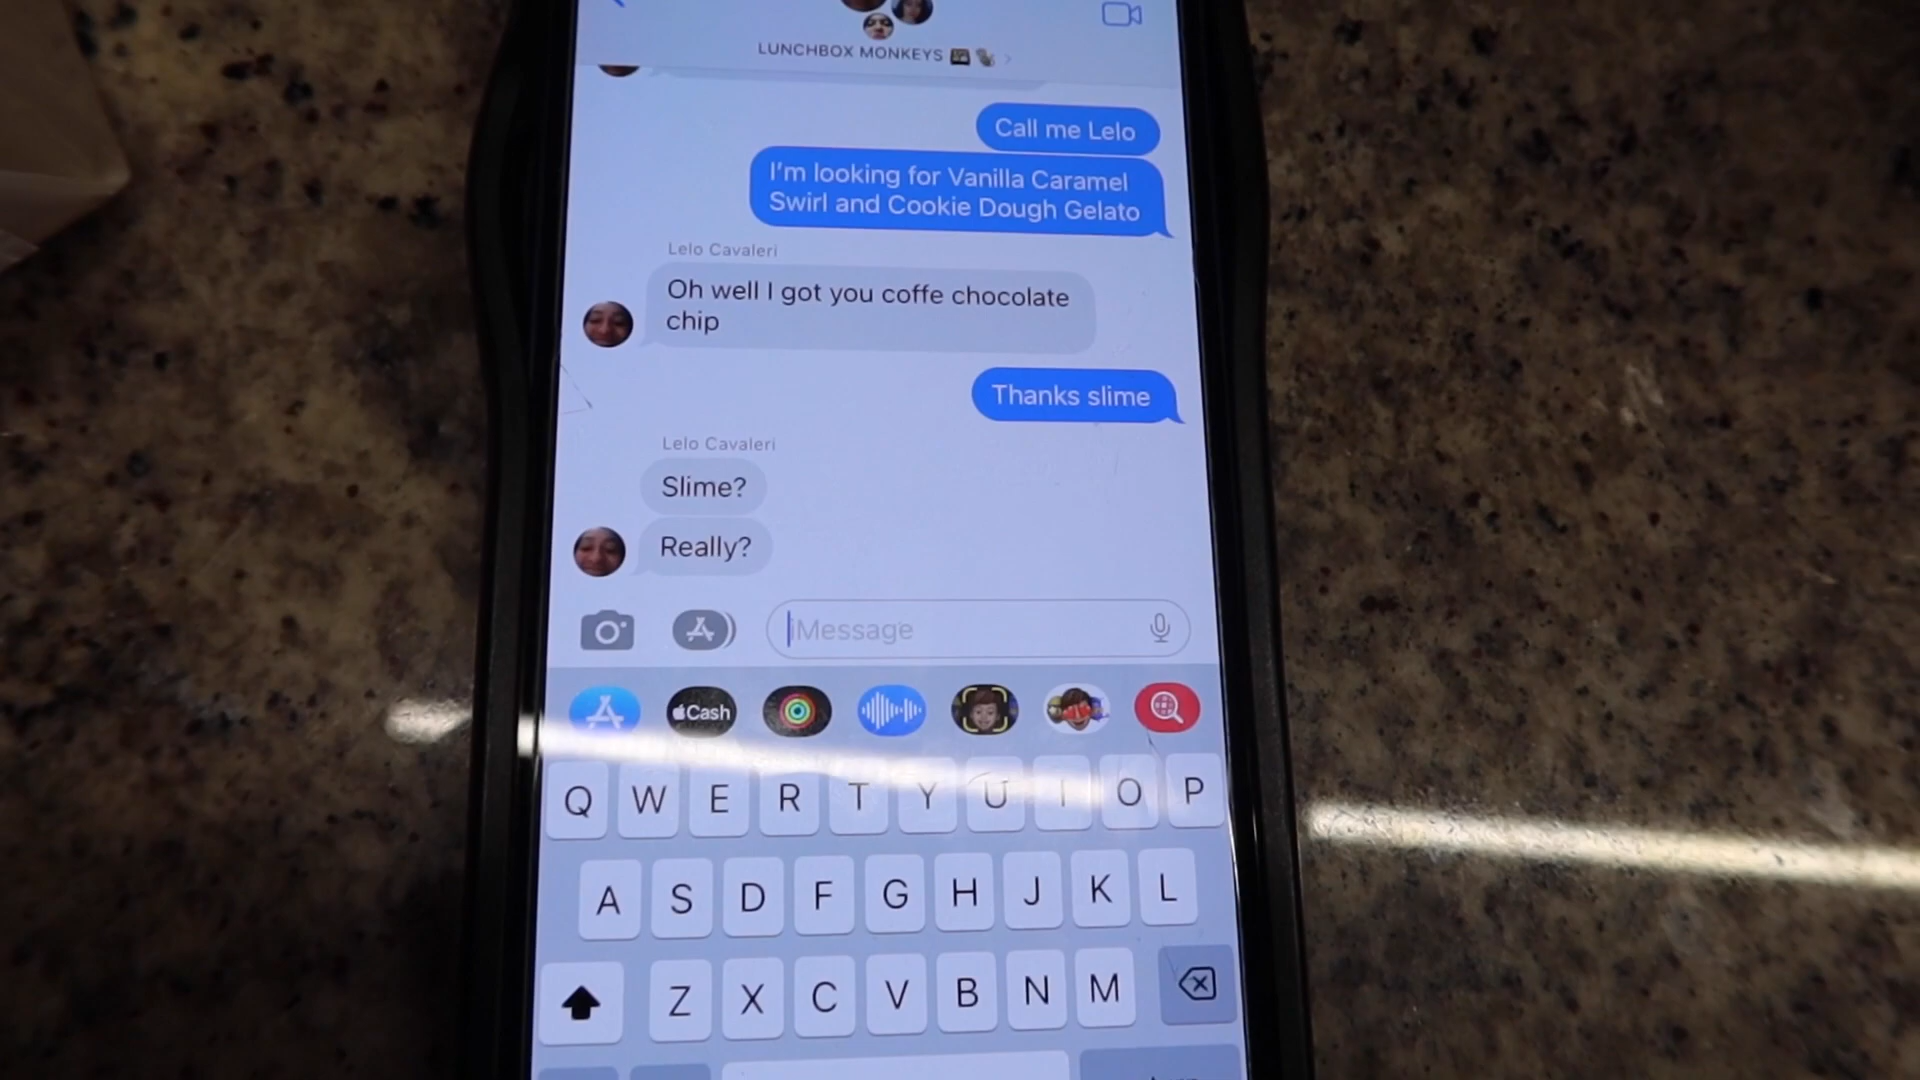 LUNCHBOX MONKEYS
Call me Lelo
I'm looking for Vanilla Caramel
Swirl and Cookie Dough Gelato
Lelo Cavaleri
Oh well I got you coffe chocolate
chip
Thanks slime
Lelo Cavaleri
Slime?
Really?
iMessage
Cash
Q W E R T Y U I O P
A S D F G H J K L
Z X C V B N M